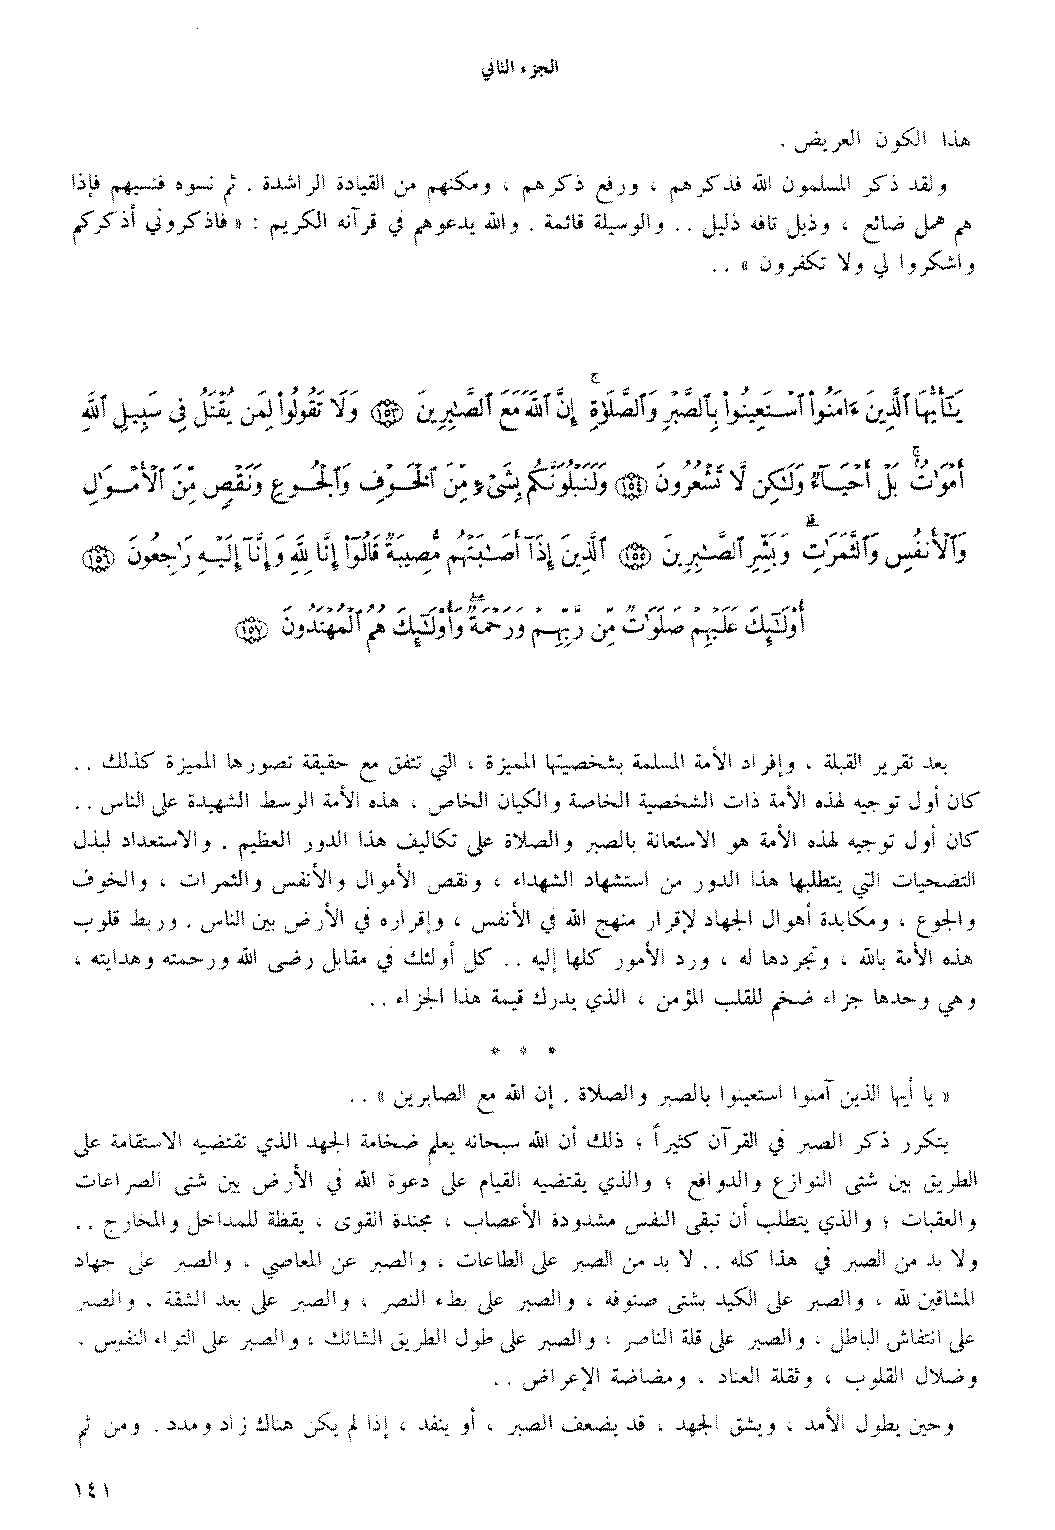 الجزء الثاني
هذا الكون العريض .
ولقد ذكر المسلمون الله فذكرهم ، ورفع ذكرهم ، ومكنهم من القيادة الراشدة . ثم نسوه فنسيهم فإذا
هم همل ضائع ، وذيل تافه ذليل .. والوسيلة قائمة . والله يدعوهم في قرآنه الكريم : « فاذكروني أذكركم
واشكروا لي ولا تكفرون » ..
يَـٰٓأَيُّهَا ٱلَّذِينَ ءَامَنُوا۟ ٱسْتَعِينُوا۟ بِٱلصَّبْرِ وَٱلصَّلَوٰةِ ۚ إِنَّ ٱللَّهَ مَعَ ٱلصَّـٰبِرِينَ ﴿١٥٣﴾ وَلَا تَقُولُوا۟ لِمَن يُقْتَلُ فِى سَبِيلِ ٱللَّهِ
أَمْوَٰتٌۢ ۚ بَلْ أَحْيَآءٌ وَلَـٰكِن لَّا تَشْعُرُونَ ﴿١٥٤﴾ وَلَنَبْلُوَنَّكُم بِشَىْءٍ مِّنَ ٱلْخَوْفِ وَٱلْجُوعِ وَنَقْصٍ مِّنَ ٱلْأَمْوَٰلِ
وَٱلْأَنفُسِ وَٱلثَّمَرَٰتِ ۗ وَبَشِّرِ ٱلصَّـٰبِرِينَ ﴿١٥٥﴾ ٱلَّذِينَ إِذَآ أَصَـٰبَتْهُم مُّصِيبَةٌ قَالُوٓا۟ إِنَّا لِلَّهِ وَإِنَّآ إِلَيْهِ رَٰجِعُونَ ﴿١٥٦﴾
أُو۟لَـٰٓئِكَ عَلَيْهِمْ صَلَوَٰتٌ مِّن رَّبِّهِمْ وَرَحْمَةٌ ۖ وَأُو۟لَـٰٓئِكَ هُمُ ٱلْمُهْتَدُونَ ﴿١٥٧﴾
بعد تقرير القبلة ، وإفراد الأمة المسلمة بشخصيتها المميزة ، التي تتفق مع حقيقة تصورها المميزة كذلك ..
كان أول توجيه لهذه الأمة ذات الشخصية الخاصة والكيان الخاص ، هذه الأمة الوسط الشهيدة على الناس ..
كان أول توجيه لهذه الأمة هو الاستعانة بالصبر والصلاة على تكاليف هذا الدور العظيم . والاستعداد لبذل
التضحيات التي يتطلبها هذا الدور من استشهاد الشهداء ، ونقص الأموال والأنفس والثمرات ، والخوف
والجوع ، ومكابدة أهوال الجهاد لإقرار منهج الله في الأنفس ، وإقراره في الأرض بين الناس . وربط قلوب
هذه الأمة بالله ، وتجردها له ، ورد الأمور كلها إليه .. كل أولئك في مقابل رضى الله ورحمته وهدايته ،
وهي وحدها جزاء ضخم للقلب المؤمن ، الذي يدرك قيمة هذا الجزاء ..
* * *
« يا أيها الذين آمنوا استعينوا بالصبر والصلاة . إن الله مع الصابرين » ..
يتكرر ذكر الصبر في القرآن كثيراً ؛ ذلك أن الله سبحانه يعلم ضخامة الجهد الذي تقتضيه الاستقامة على
الطريق بين شتى النوازع والدوافع ؛ والذي يقتضيه القيام على دعوة الله في الأرض بين شتى الصراعات
والعقبات ؛ والذي يتطلب أن تبقى النفس مشدودة الأعصاب ، مجندة القوى ، يقظة للمداخل والمخارج ..
ولا بد من الصبر في هذا كله .. لا بد من الصبر على الطاعات ، والصبر عن المعاصي ، والصبر على جهاد
المشاقين لله ، والصبر على الكيد بشتى صنوفه ، والصبر على بطء النصر ، والصبر على بعد الشقة . والصبر
على انتفاش الباطل ، والصبر على قلة الناصر ، والصبر على طول الطريق الشائك ، والصبر على التواء النفوس .
وضلال القلوب ، وثقلة العناد ، ومضاضة الإعراض ..
وحين يطول الأمد ، ويشق الجهد ، قد يضعف الصبر ، أو ينفد ، إذا لم يكن هناك زاد ومدد . ومن ثم
١٤١